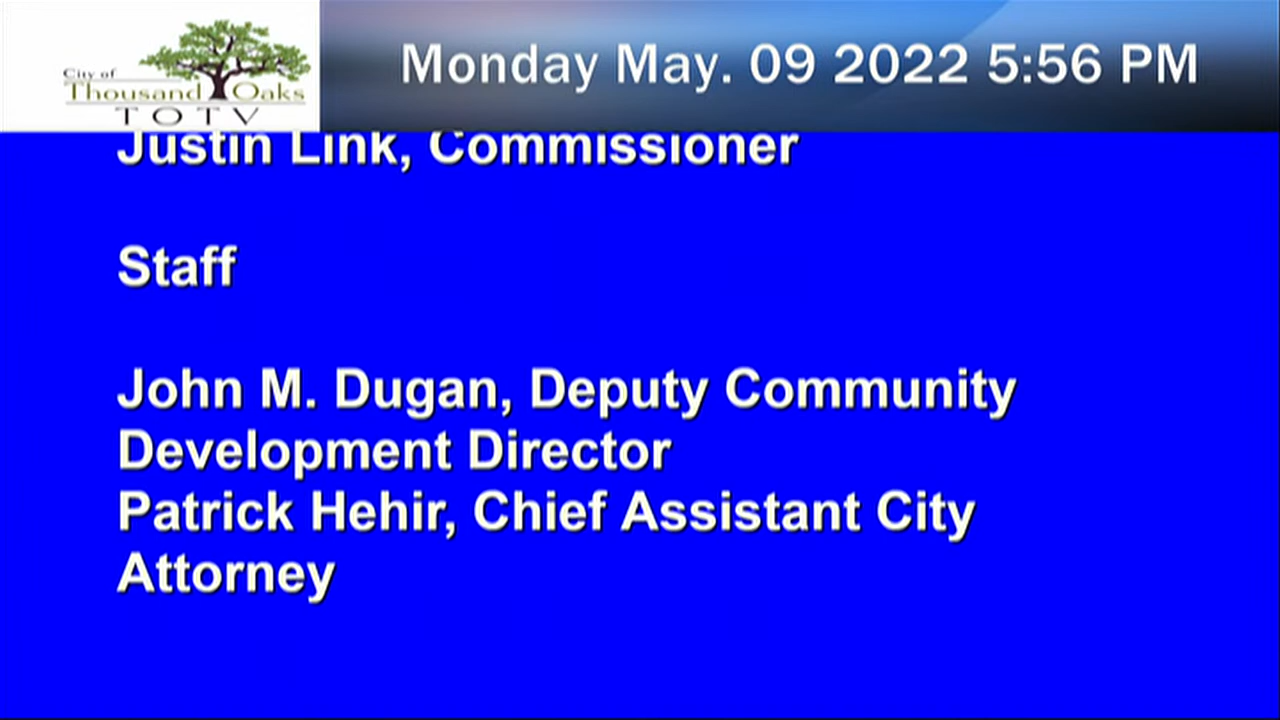 City of
Thousand Oaks
TOTV
Monday May. 09 2022 5:56 PM
Justin Link, Commissioner
Staff
John M. Dugan, Deputy Community
Development Director
Patrick Hehir, Chief Assistant City
Attorney